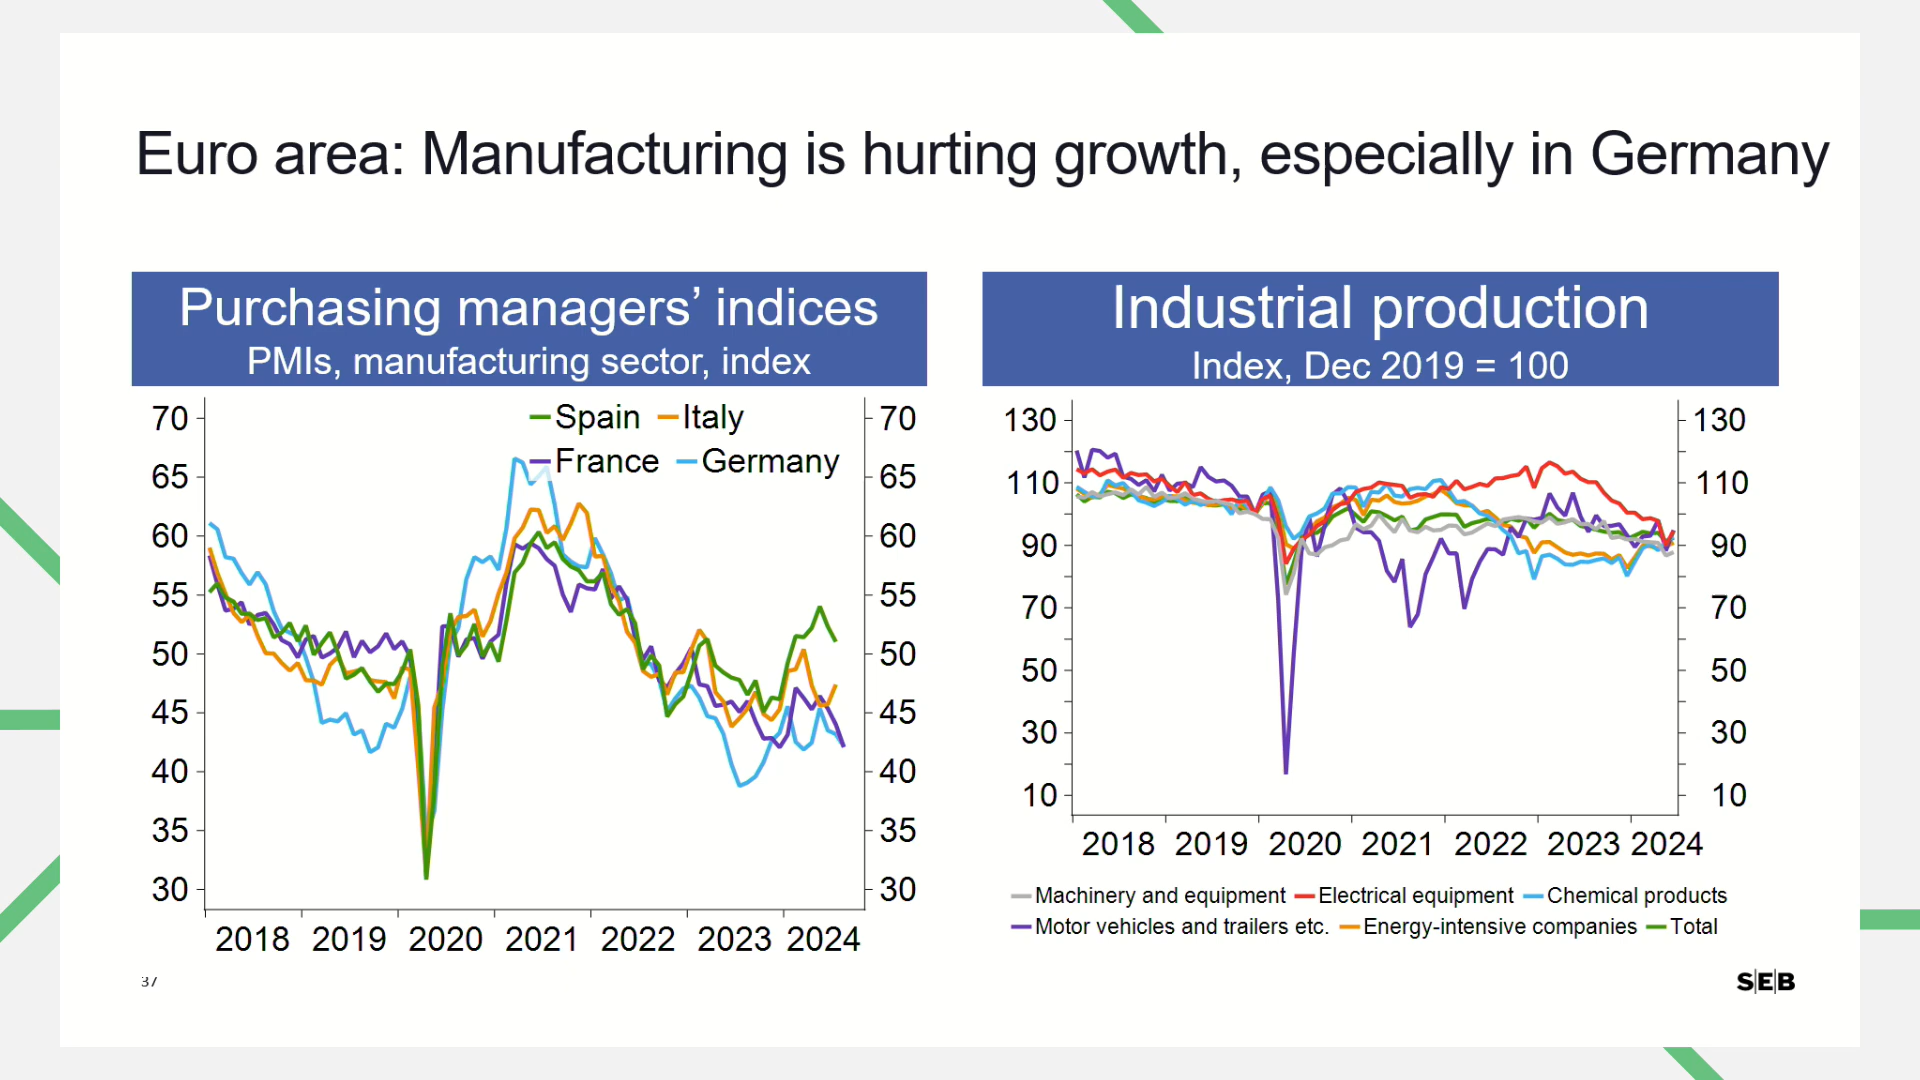 Euro area: Manufacturing is hurting growth, especially in Germany
Purchasing managers’ indices
PMIs, manufacturing sector, index
70
65
60
55
50
45
40
35
30
Spain Italy
France Germany
70
65
60
55
50
45
40
35
30
2018 2019 2020 2021 2022 2023 2024
Industrial production
Index, Dec 2019 = 100
130
110
90
70
50
30
10
130
110
90
70
50
30
10
2018 2019 2020 2021 2022 2023 2024
Machinery and equipment Electrical equipment Chemical products
Motor vehicles and trailers etc. Energy-intensive companies Total
37
SEB